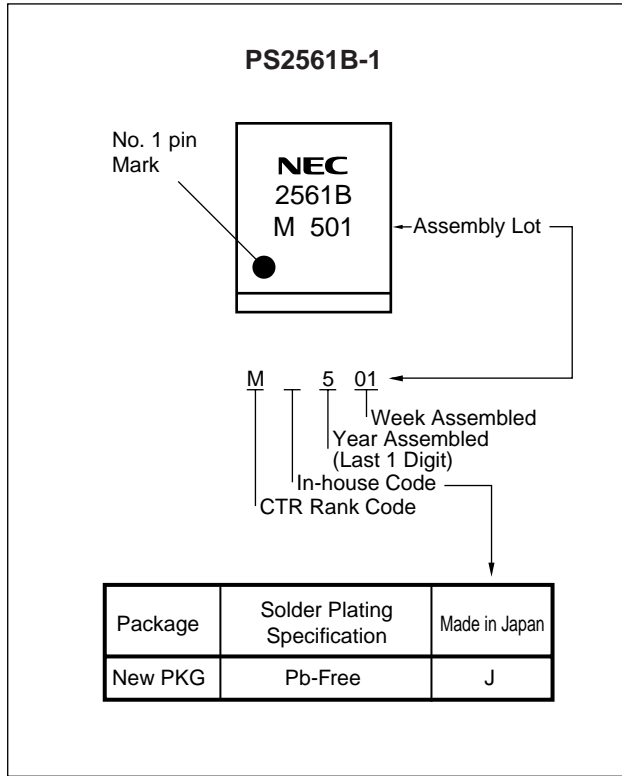 PS2561B-1
No. 1 pin
Mark
NEC
2561B
M 501
Assembly Lot
M 5 01
Week Assembled
Year Assembled
(Last 1 Digit)
In-house Code
CTR Rank Code
Package
Solder Plating
Specification
Made in Japan
New PKG
Pb-Free
J